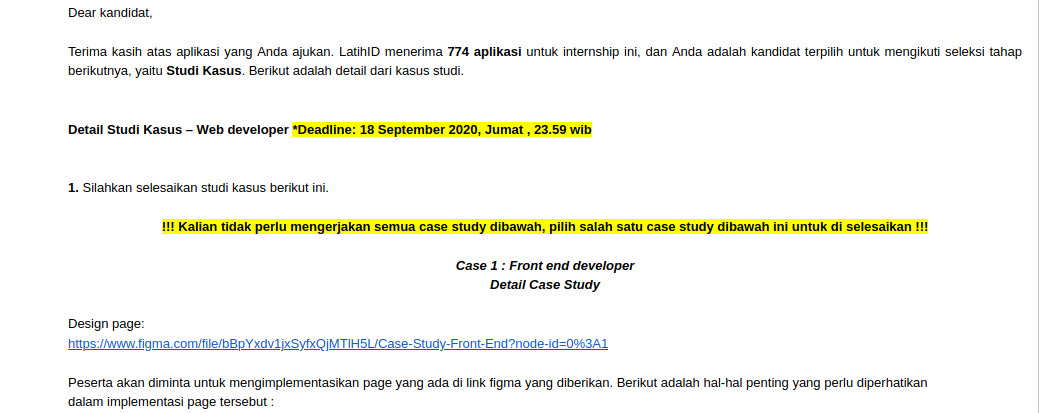 Dear kandidat,
Terima kasih atas aplikasi yang Anda ajukan. LatihID menerima 774 aplikasi untuk internship ini, dan Anda adalah kandidat terpilih untuk mengikuti seleksi tahap
berikutnya, yaitu Studi Kasus. Berikut adalah detail dari kasus studi.
Detail Studi Kasus – Web developer *Deadline: 18 September 2020, Jumat , 23.59 wib
1. Silahkan selesaikan studi kasus berikut ini.
!!! Kalian tidak perlu mengerjakan semua case study dibawah, pilih salah satu case study dibawah ini untuk di selesaikan !!!
Case 1 : Front end developer
Detail Case Study
Design page:
https://www.figma.com/file/bBpYxdv1jxSyfxQjMTlH5L/Case-Study-Front-End?node-id=0%3A1
Peserta akan diminta untuk mengimplementasikan page yang ada di link figma yang diberikan. Berikut adalah hal-hal penting yang perlu diperhatikan
dalam implementasi page tersebut :